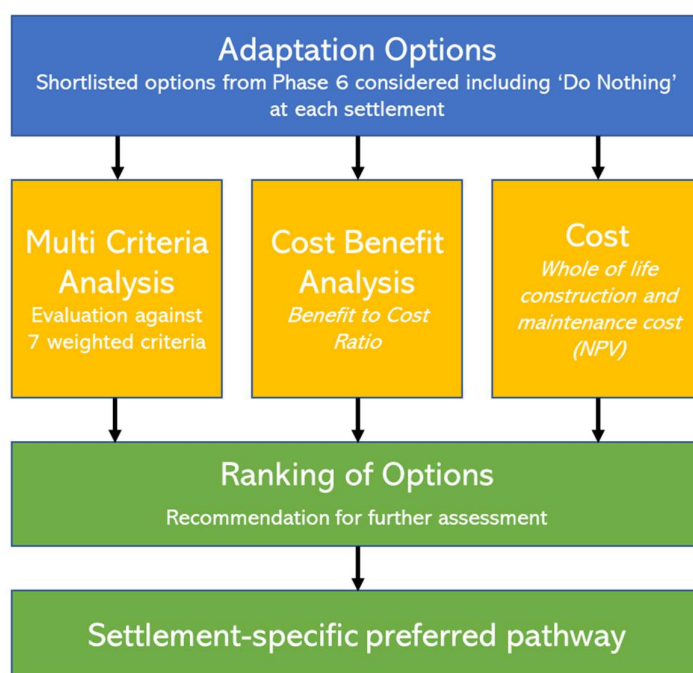 Adaptation Options
Shortlisted options from Phase 6 considered including ‘Do Nothing’
at each settlement
Multi Criteria
Analysis
Evaluation against
7 weighted criteria
Cost Benefit
Analysis
Benefit to Cost
Ratio
Cost
Whole of life
construction and
maintenance cost
(NPV)
Ranking of Options
Recommendation for further assessment
Settlement-specific preferred pathway